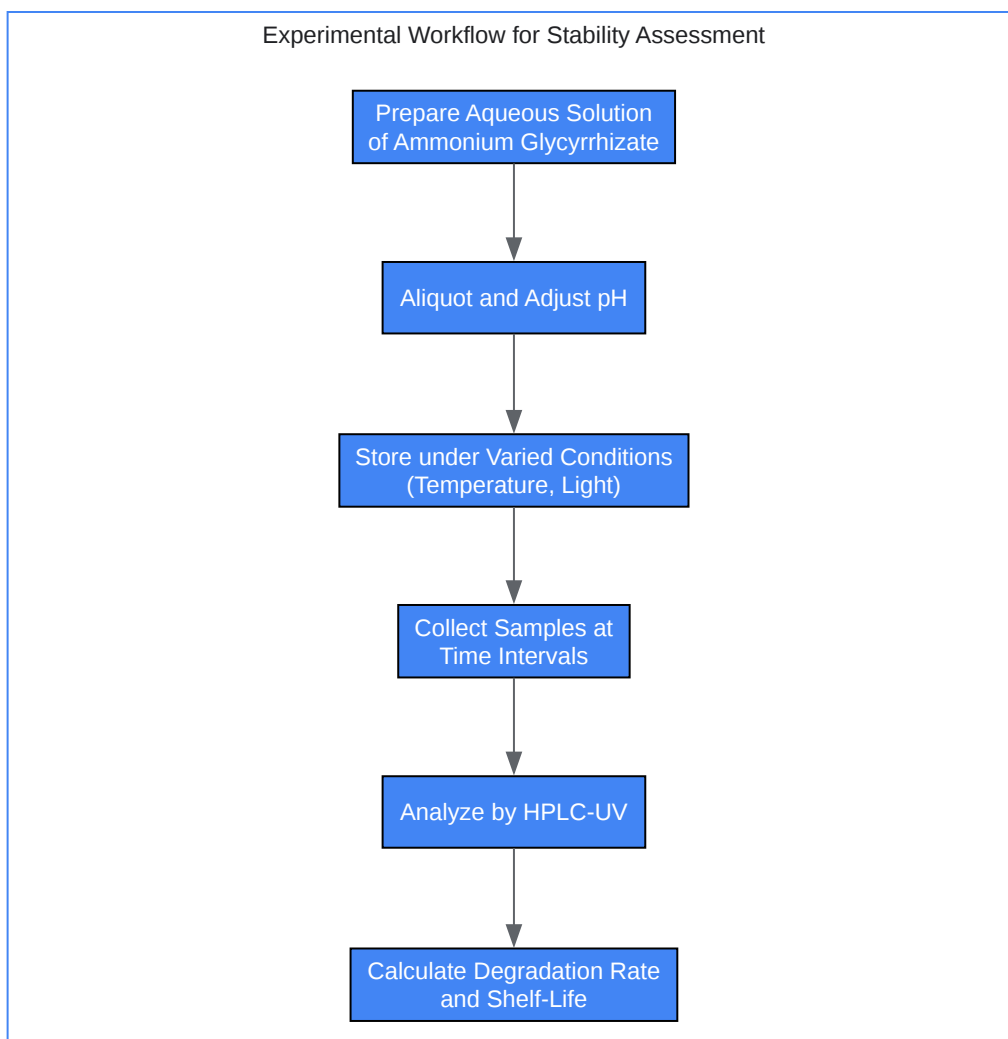 Experimental Workflow for Stability Assessment
Prepare Aqueous Solution
of Ammonium Glycyrrhizate
Aliquot and Adjust pH
Store under Varied Conditions
(Temperature, Light)
Collect Samples at
Time Intervals
Analyze by HPLC-UV
Calculate Degradation Rate
and Shelf-Life